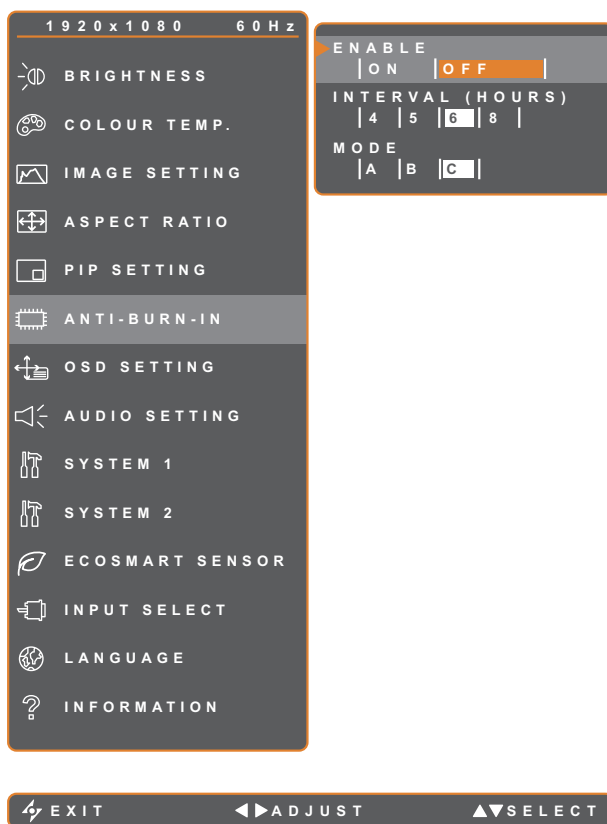 1920x1080 60Hz
BRIGHTNESS
COLOUR TEMP.
IMAGE SETTING
ASPECT RATIO
PIP SETTING
ANTI-BURN-IN
OSD SETTING
AUDIO SETTING
SYSTEM 1
SYSTEM 2
ECOSMART SENSOR
INPUT SELECT
LANGUAGE
INFORMATION
ENABLE
ON OFF
INTERVAL (HOURS)
4 5 6 8
MODE
A B C
EXIT ADJUST SELECT